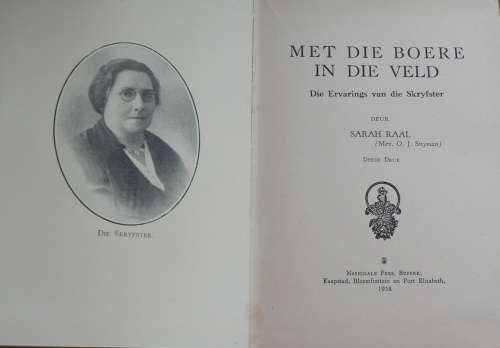 DIE SKRYFSTER.
MET DIE BOERE
IN DIE VELD
Die Ervarings van die Skryfster
DEUR
SARAH RAAL
(Mev. O. J. Snyman)
DERDE DRUK
NASIONALE PERS, BEPERK,
Kaapstad, Bloemfontein en Port Elizabeth,
1938